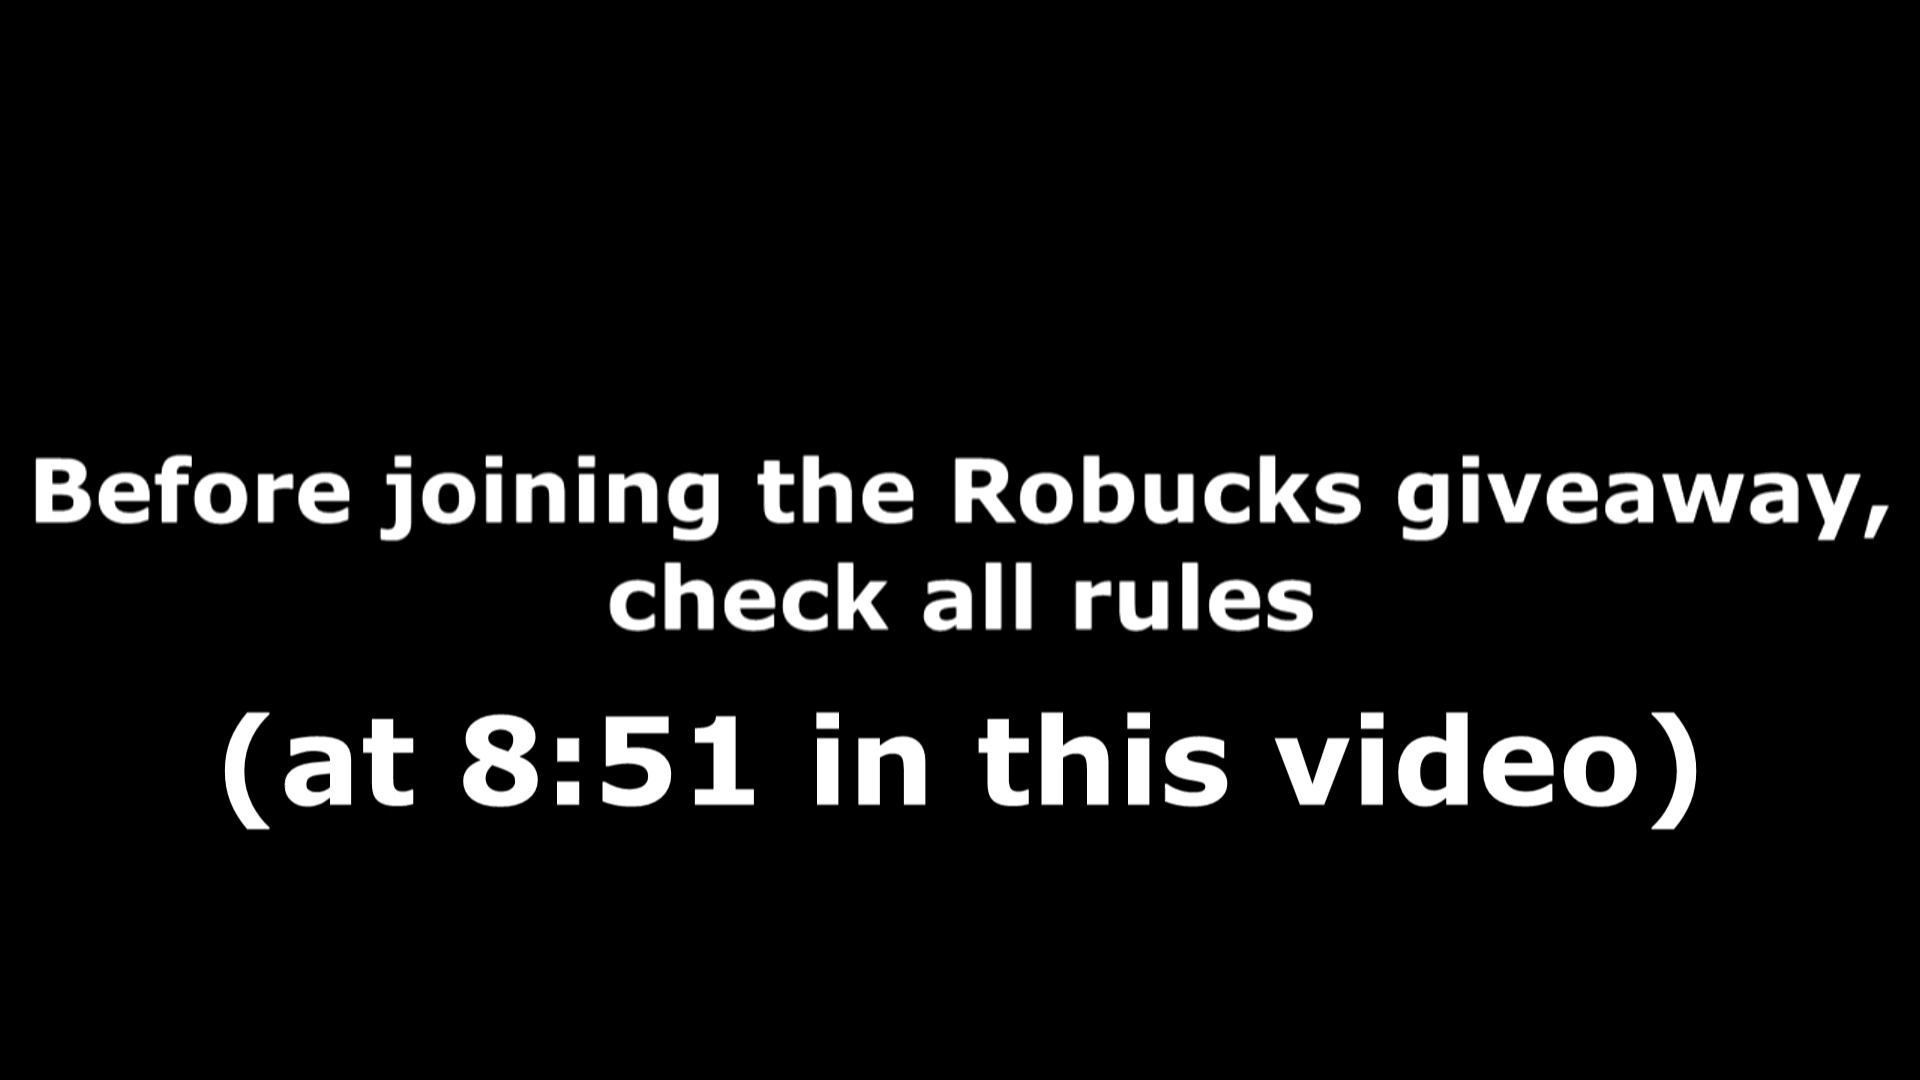 Before joining the Robucks giveaway,
check all rules
(at 8:51 in this video)